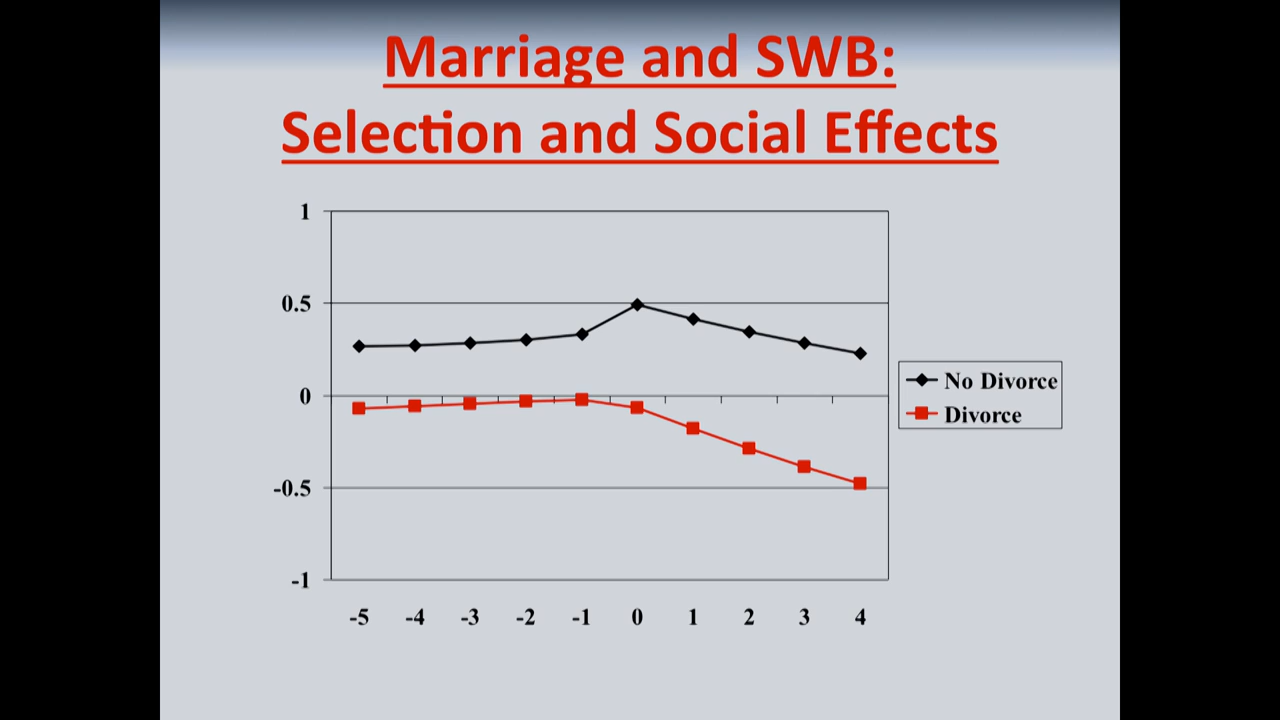 Marriage and SWB:
Selection and Social Effects
1
0.5
0
-0.5
-1
-5 -4 -3 -2 -1 0 1 2 3 4
No Divorce
Divorce